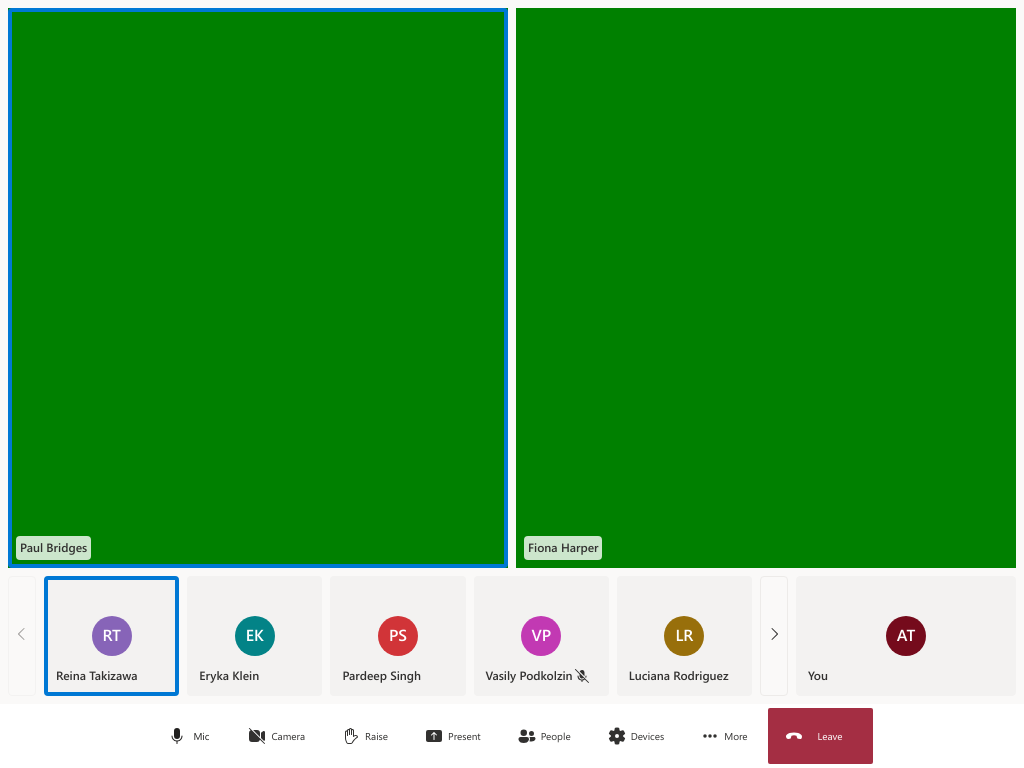 Paul Bridges
Fiona Harper
RT
EK
PS
VP
LR
AT
Reina Takizawa
Eryka Klein
Pardeep Singh
Vasily Podkolzin
Luciana Rodriguez
You
Mic
Camera
Raise
Present
People
Devices
More
Leave